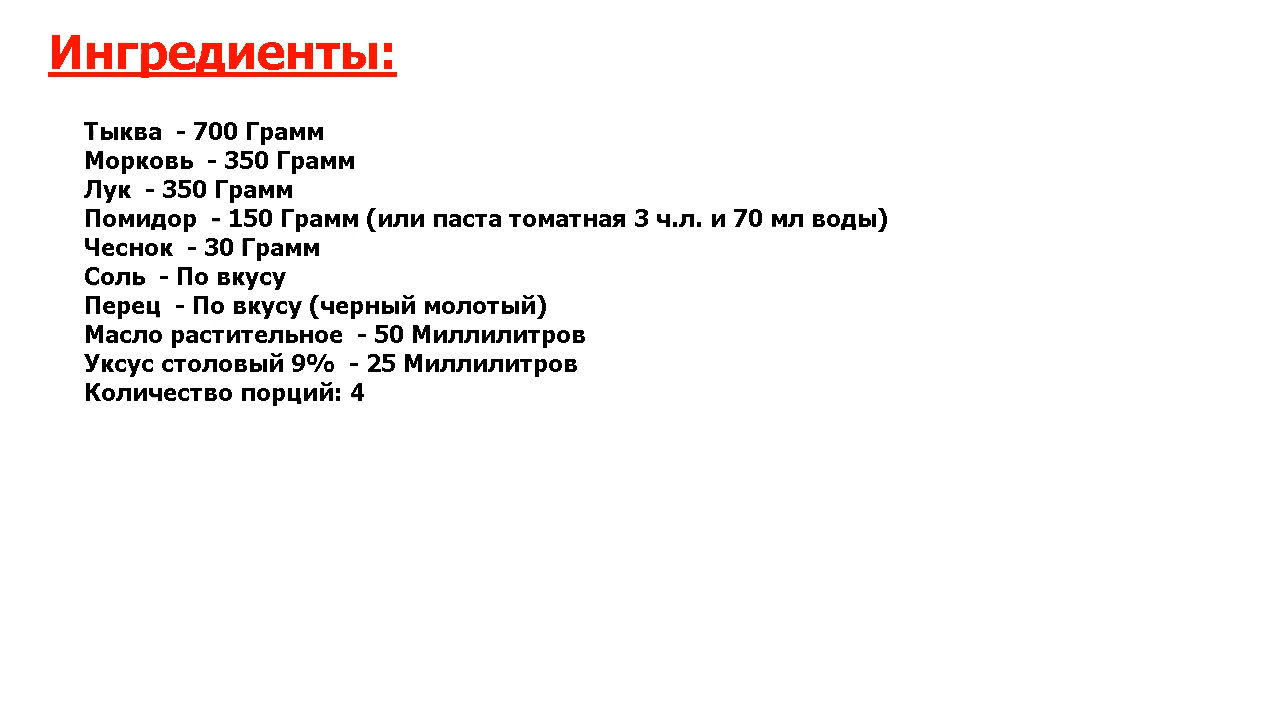 Ингредиенты:
Тыква  - 700 Грамм
Морковь  - 350 Грамм
Лук  - 350 Грамм
Помидор  - 150 Грамм (или паста томатная 3 ч.л. и 70 мл воды)
Чеснок  - 30 Грамм
Соль  - По вкусу
Перец  - По вкусу (черный молотый)
Масло растительное  - 50 Миллилитров
Уксус столовый 9%  - 25 Миллилитров
Количество порций: 4